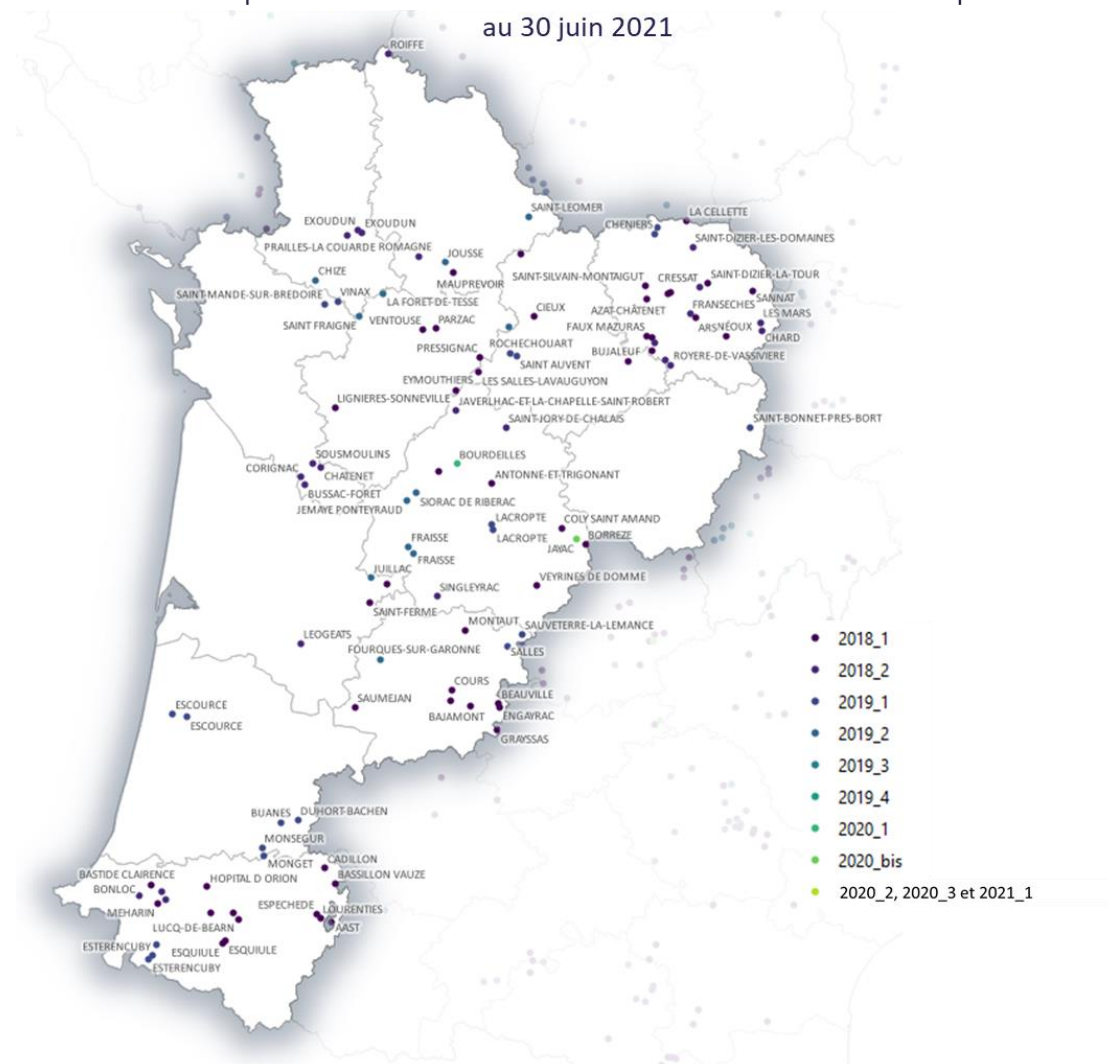 au 30 juin 2021
ROIFFE
SAINT-LEOMER
LA CELLETTE
EXOUDUN
EXOUDUN
CHENIERS
SAINT-DIZIER-LES-DOMAINES
PRAILLES-LA COUARDE
ROMAGNE
JOUSSE
CHIZE
MAUPREVOIR
SAINT-SILVAIN-MONTAIGUT
CRESSAT
SAINT-DIZIER-LA-TOUR
SAINT-MANDE-SUR-BREDOIRE
VINAX
LA FORET-DE-TESSE
SANNAT
CIEUX
AZAT-CHÂTENET
FRANSECHES
LES MARS
SAINT FRAIGNE
VENTOUSE
PARZAC
FAUX MAZURAS
ARS
NÉOUX
CHARD
PRESSIGNAC
ROCHECHOUART
BUJALEUF
ROYERE-DE-VASSIVIERE
SAINT AUVENT
EYMOUTHIERS
LES SALLES-LAVAUGUYON
LIGNIERES-SONNEVILLE
JAVERLHAC-ET-LA-CHAPELLE-SAINT-ROBERT
SAINT-JORY-DE-CHALAIS
SAINT-BONNET-PRES-BORT
SOUSMOULINS
BOURDEILLES
CORIGNAC
CHATENET
ANTONNE-ET-TRIGONANT
BUSSAC-FORET
SIORAC DE RIBERAC
JEMAYE PONTEYRAUD
LACROPTE
COLY SAINT AMAND
LACROPTE
BORREZE
FRAISSE
JAYAC
FRAISSE
JUILLAC
VEYRINES DE DOMME
SINGLEYRAC
SAINT-FERME
MONTAUT
SAUVETERRE-LA-LEMANCE
LEOGEATS
FOURQUES-SUR-GARONNE
SALLES
COURS
BEAUVILLE
SAUMEJAN
ESCOURCE
BAJAMONT
ENGAYRAC
ESCOURCE
GRAYSSAS
BUANES
DUHORT-BACHEN
MONSEGUR
MONGET
CADILLON
BASTIDE CLAIRENCE
HOPITAL D ORION
BASSILLON VAUZE
BONLOC
MEHARIN
ESPECHEDE
LOURENTIES
LUCQ-DE-BEARN
AAST
ESTERENCUBY
ESQUIULE
ESQUIULE
ESTERENCUBY
2018_1
2018_2
2019_1
2019_2
2019_3
2019_4
2020_1
2020_bis
2020_2, 2020_3 et 2021_1